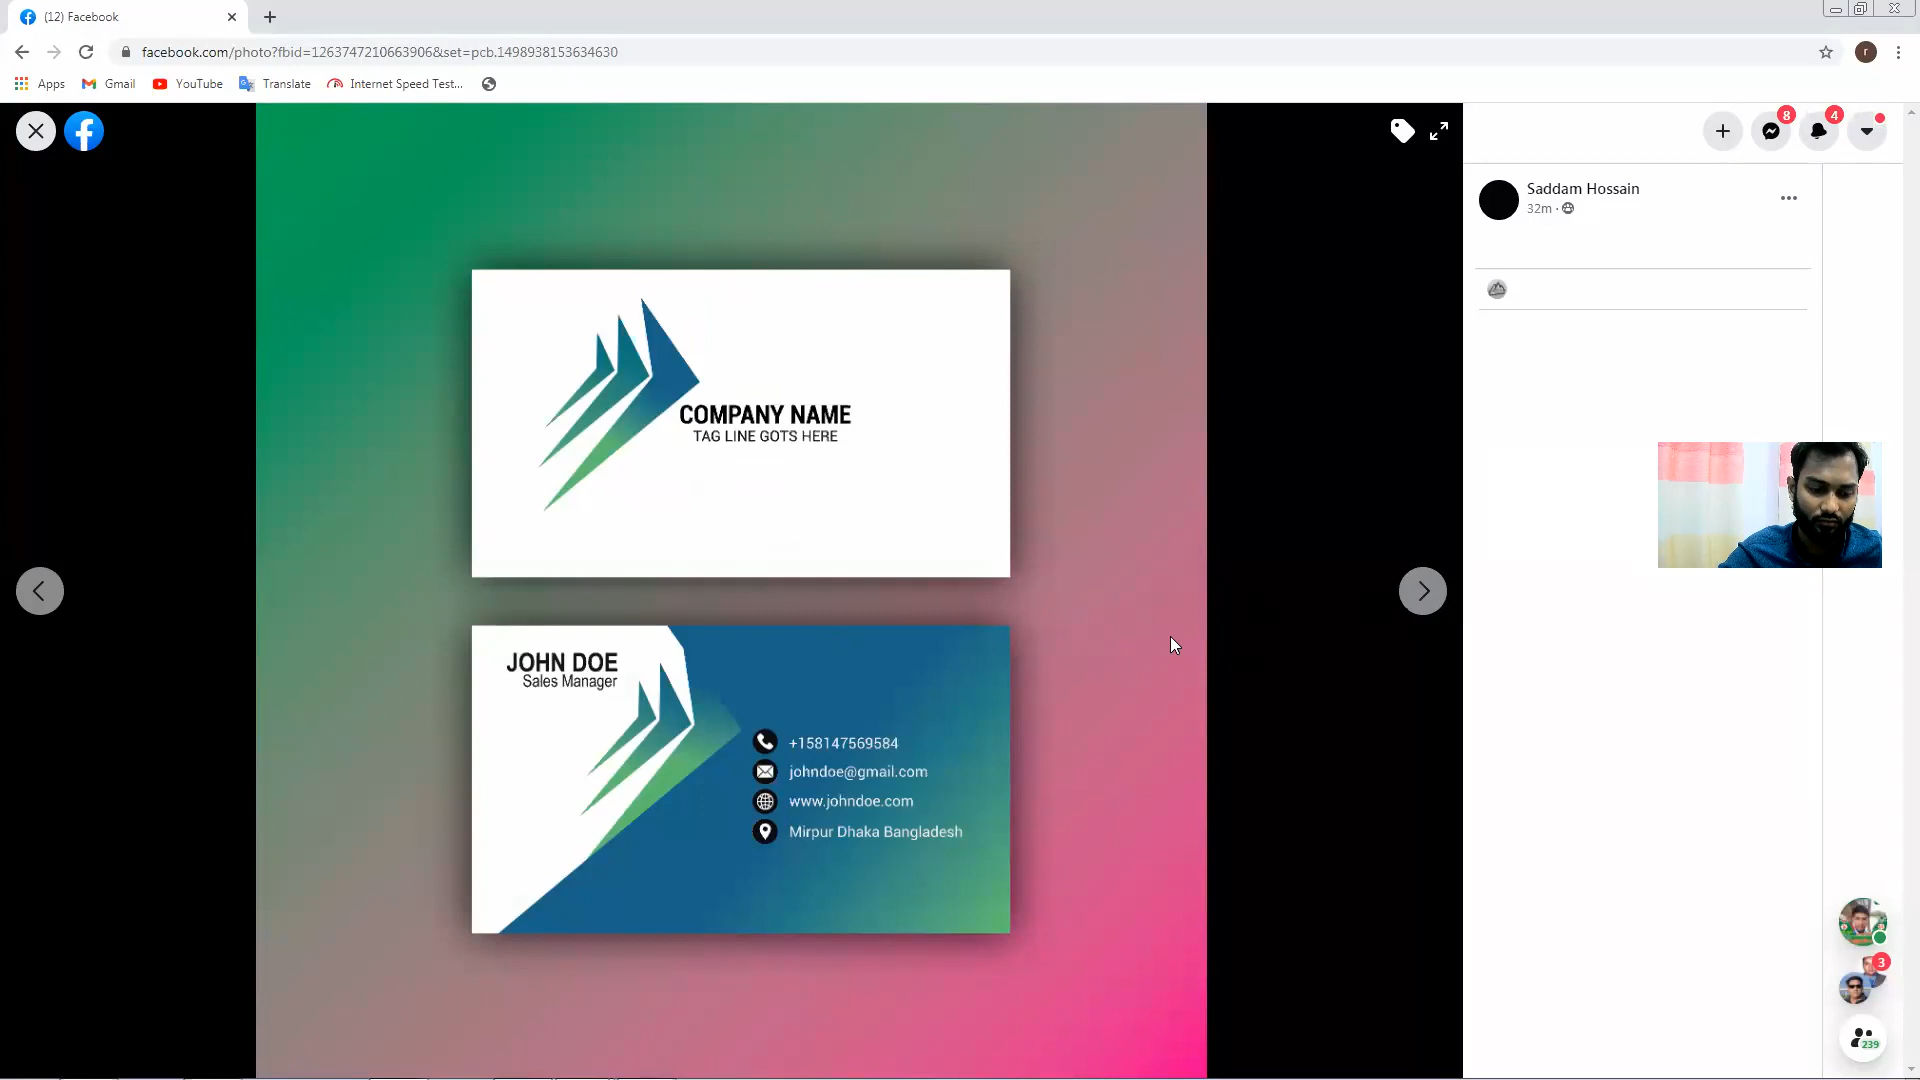 (12) Facebook
facebook.com/photo?fbid=1263747210663906&set=pcb.1498938153634630
r
Apps
Gmail
YouTube
Translate
Internet Speed Test...
8
4
Saddam Hossain
32m ·
COMPANY NAME
TAG LINE GOTS HERE
JOHN DOE
Sales Manager
+158147569584
johndoe@gmail.com
www.johndoe.com
Mirpur Dhaka Bangladesh
3
239